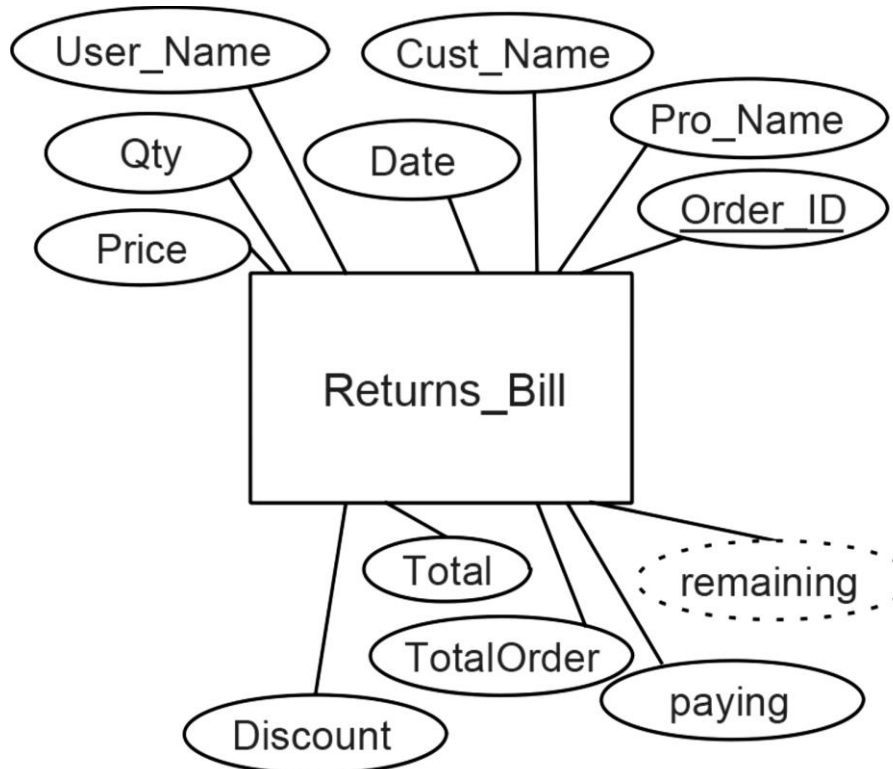 User_Name
Cust_Name
Pro_Name
Qty
Date
Order_ID
Price
Returns_Bill
Total
remaining
TotalOrder
paying
Discount